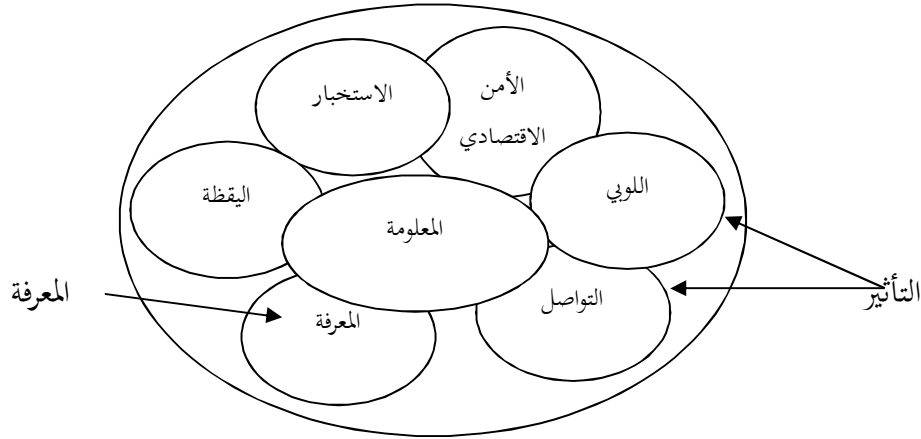 الأمن
الاقتصادي
الاستخبار
اللوبي
اليقظة
المعلومة
التأثير
التواصل
المعرفة
المعرفة